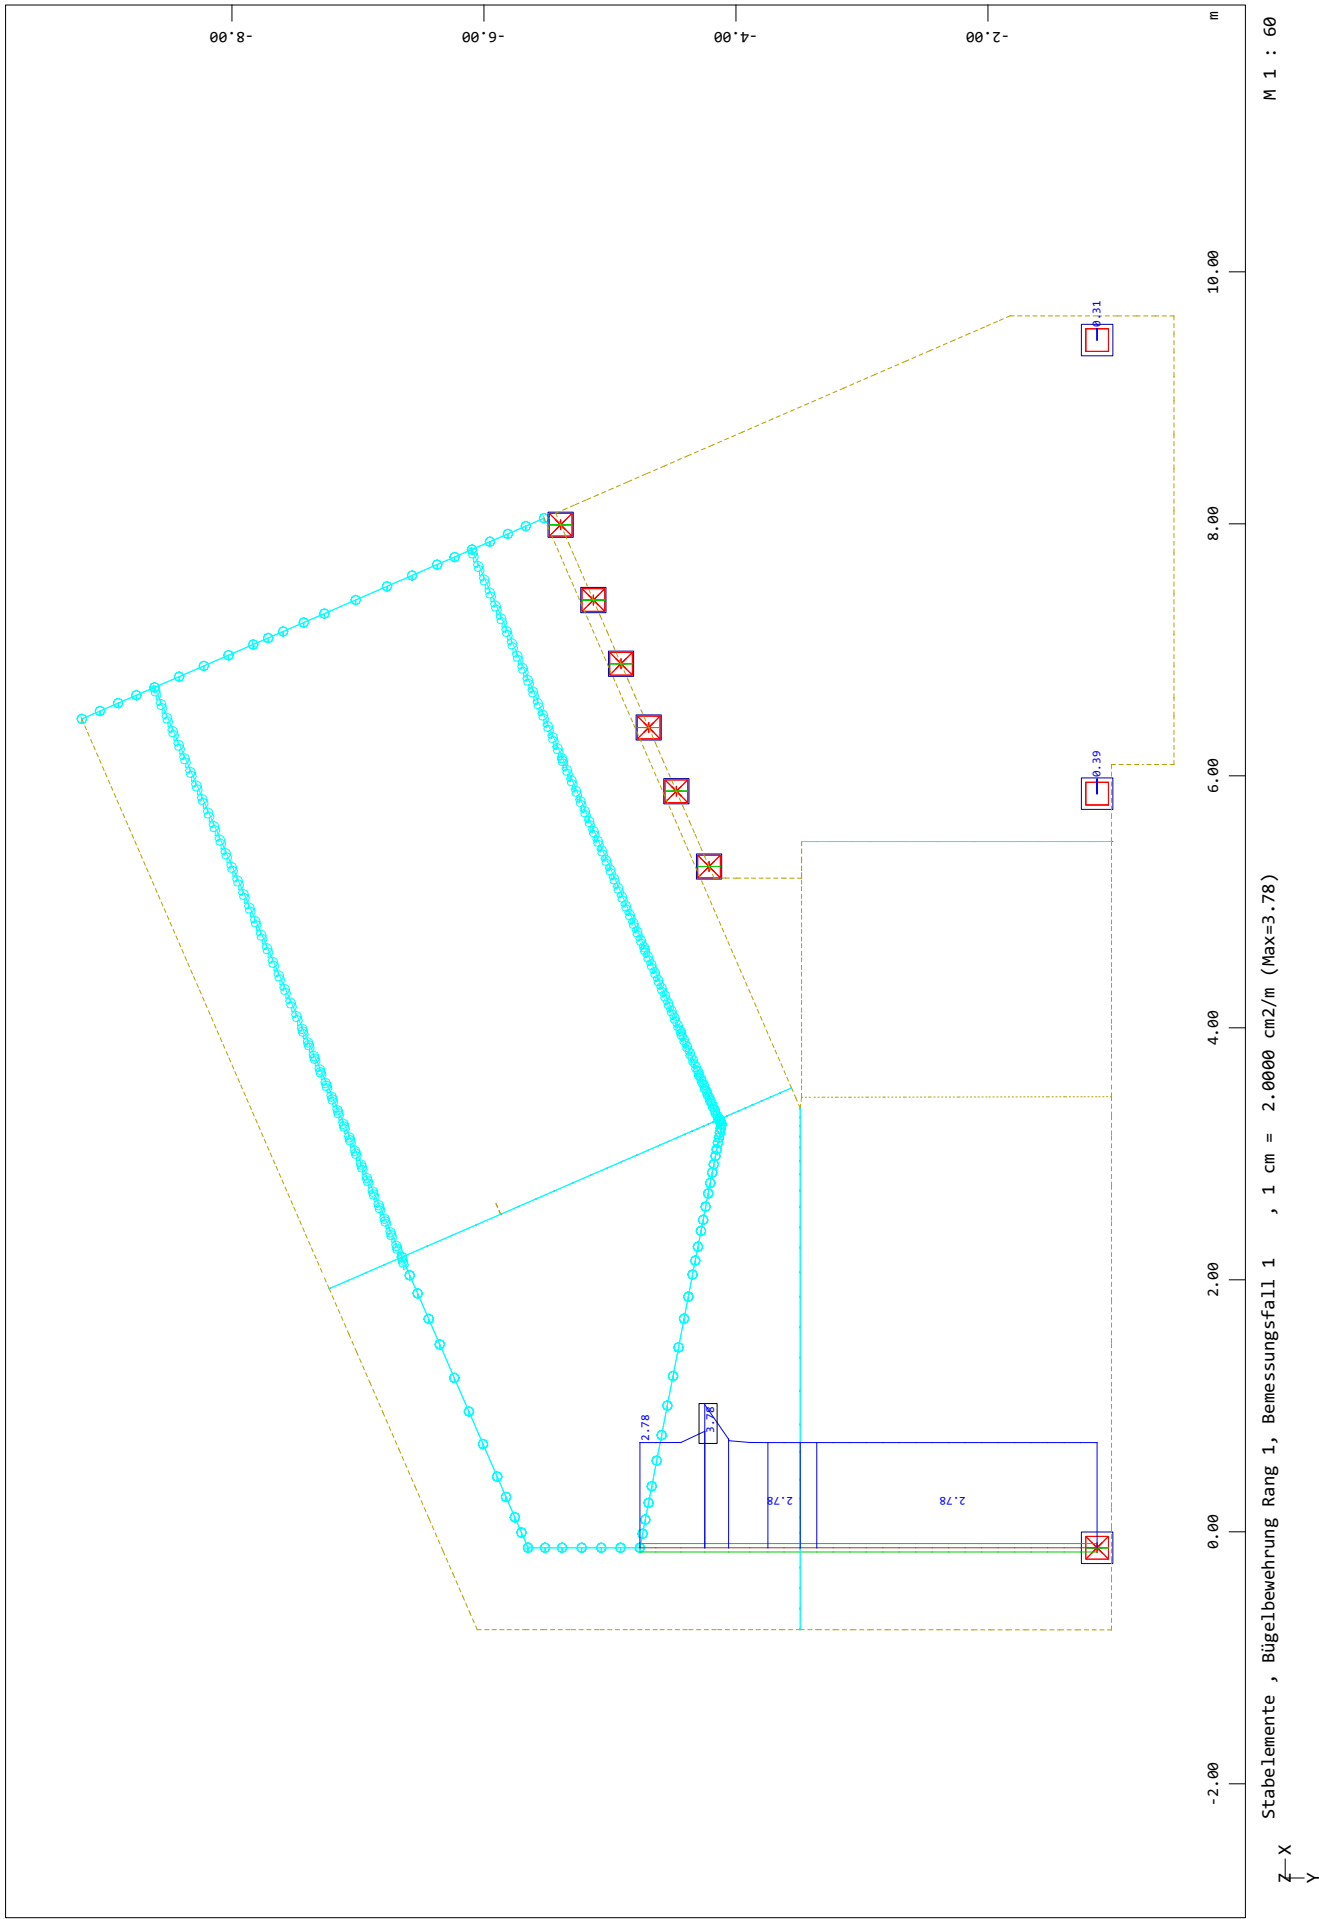 -8.00
-6.00
-4.00
-2.00
m
M 1 : 60
10.00
8.00
6.00
4.00
2.00
0.00
-2.00
0.31
0.39
2.78
3.78
2.78
2.78
Stabelemente , Bügelbewehrung Rang 1, Bemessungsfall 1 , 1 cm = 2.0000 cm2/m (Max=3.78)
X
Y
Z